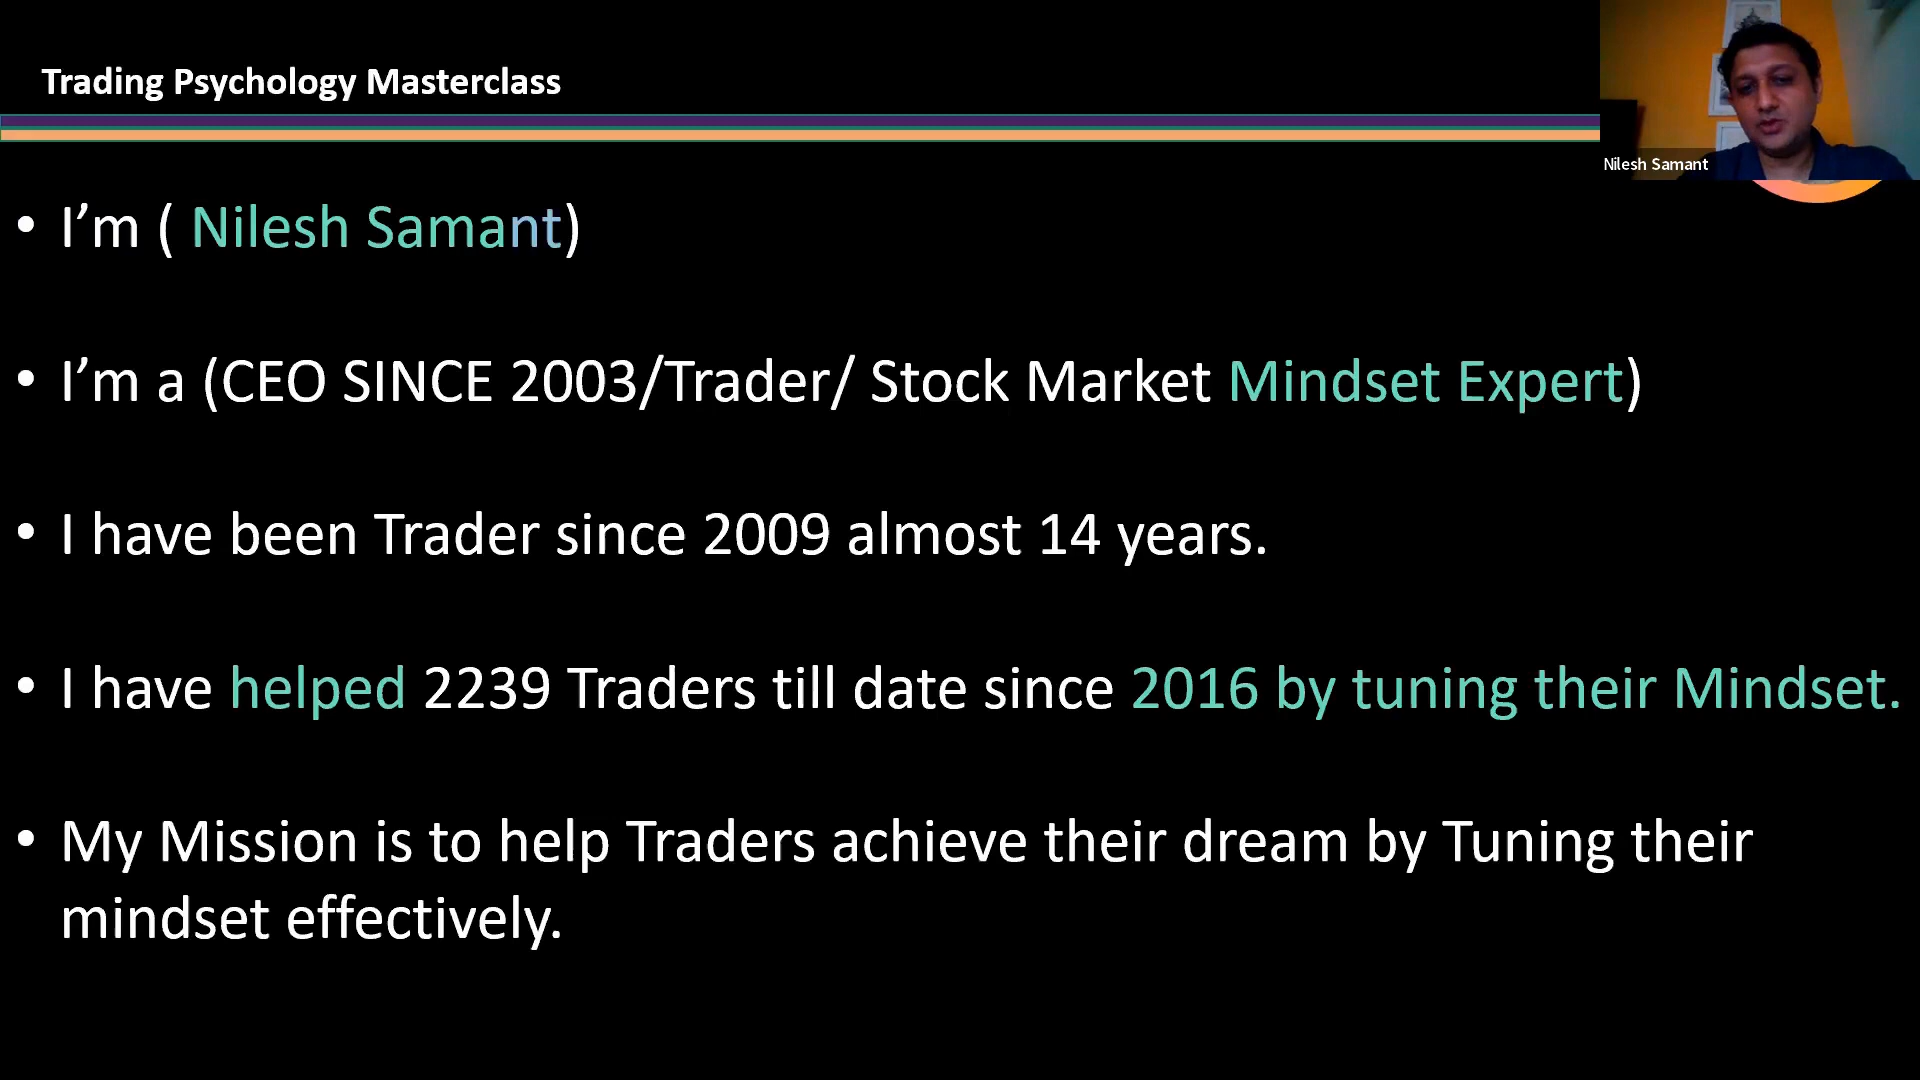 Trading Psychology Masterclass
Nilesh Samant
• I’m ( Nilesh Samant)
• I’m a (CEO SINCE 2003/Trader/ Stock Market Mindset Expert)
• I have been Trader since 2009 almost 14 years.
• I have helped 2239 Traders till date since 2016 by tuning their Mindset.
• My Mission is to help Traders achieve their dream by Tuning their
mindset effectively.